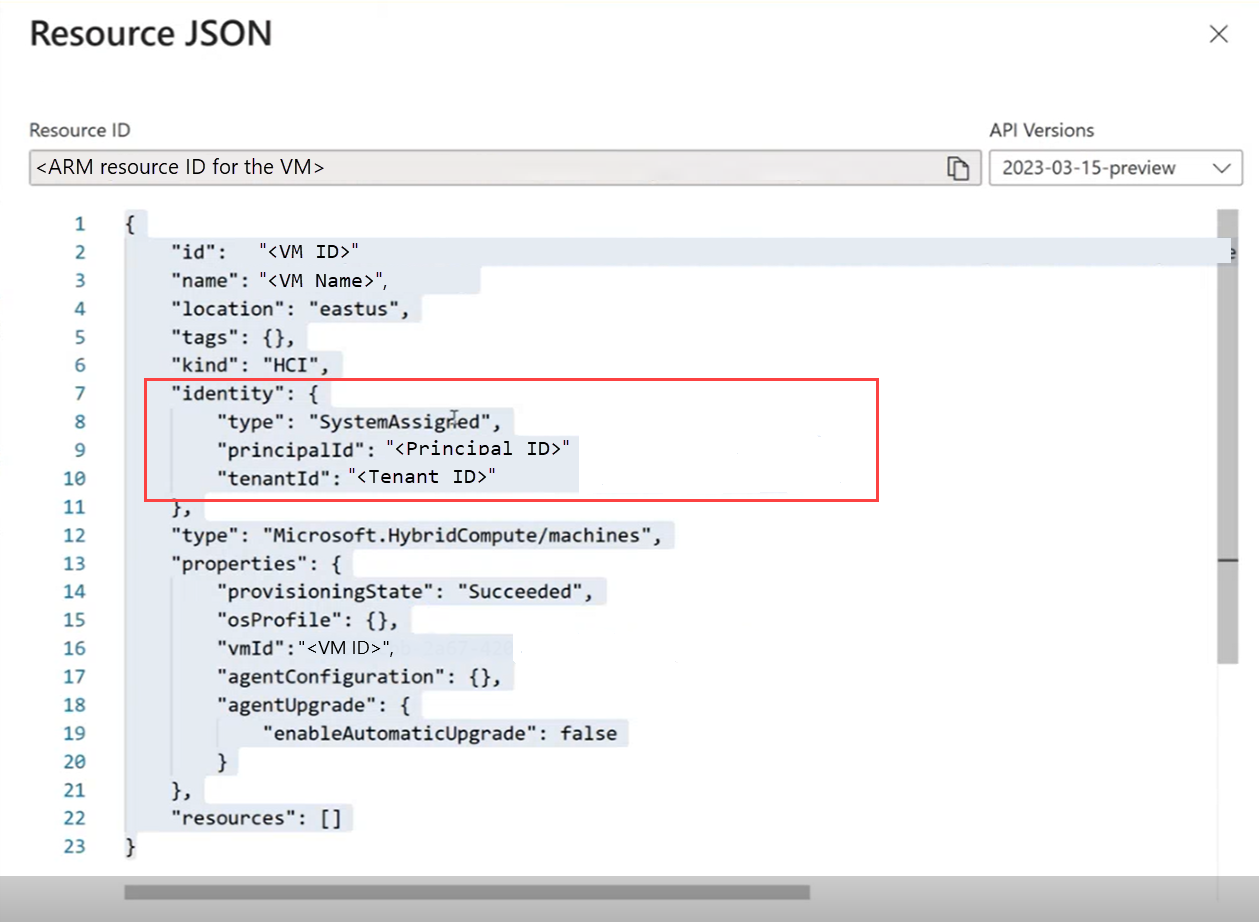 Resource JSON
Resource ID
API Versions
<ARM resource ID for the VM>
2023-03-15-preview
1 {
2 "id": "<VM ID>"
3 "name": "<VM Name>",
4 "location": "eastus",
5 "tags": {},
6 "kind": "HCI",
7 "identity": {
8 "type": "SystemAssigned",
9 "principalId": "<Principal ID>"
10 "tenantId": "<Tenant ID>"
11 },
12 "type": "Microsoft.HybridCompute/machines",
13 "properties": {
14 "provisioningState": "Succeeded",
15 "osProfile": {},
16 "vmId":"<VM ID>",
17 "agentConfiguration": {},
18 "agentUpgrade": {
19 "enableAutomaticUpgrade": false
20 }
21 },
22 "resources": []
23 }